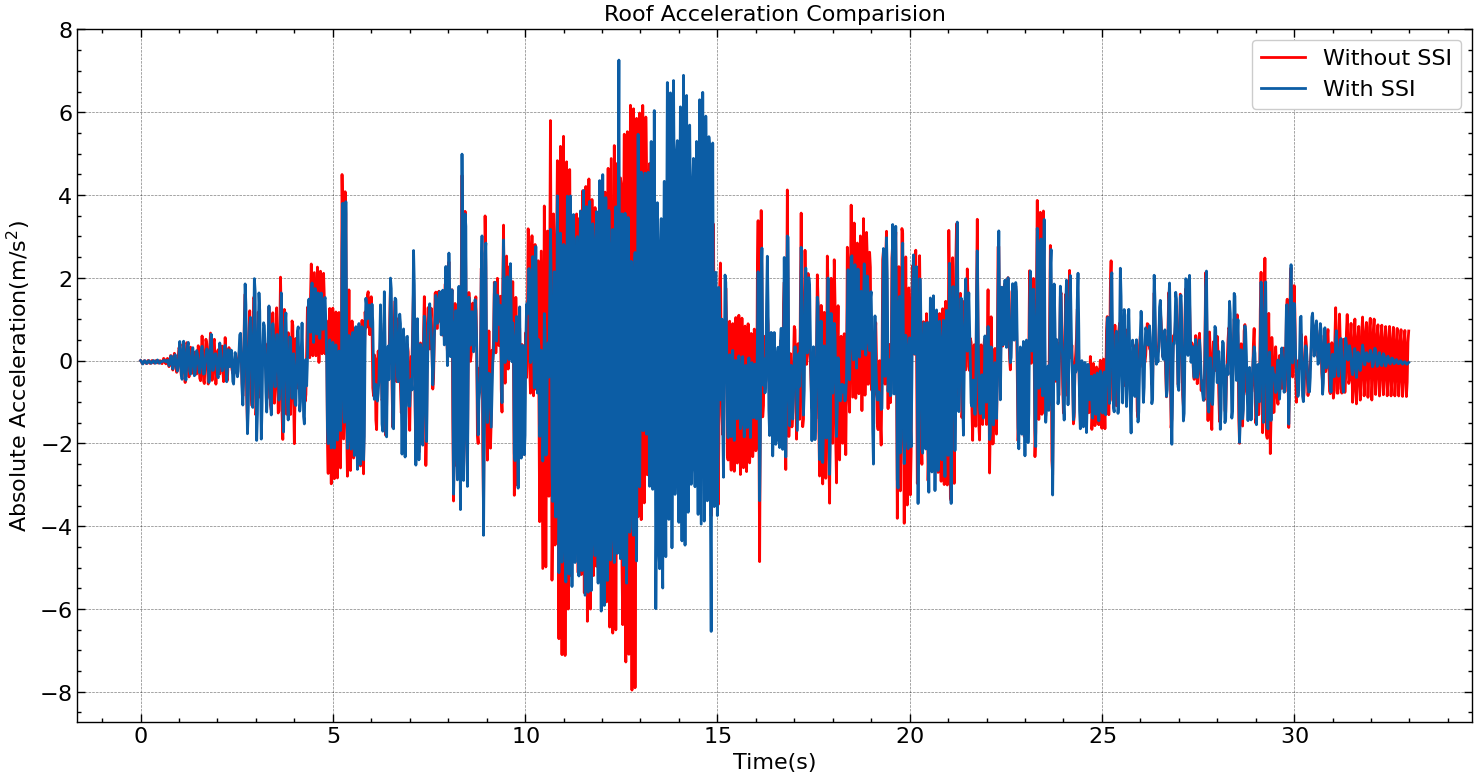 Roof Acceleration Comparision
Without SSI
With SSI
8
6
4
2
0
−2
−4
−6
−8
Absolute Acceleration(m/s²)
0 5 10 15 20 25 30
Time(s)